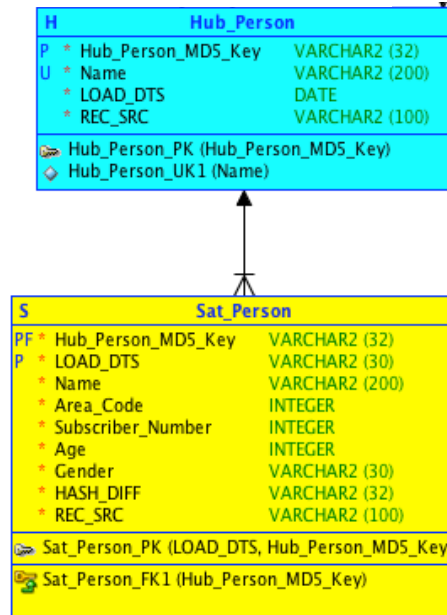 H Hub_Person
P * Hub_Person_MD5_Key VARCHAR2 (32)
U * Name VARCHAR2 (200)
* LOAD_DTS DATE
* REC_SRC VARCHAR2 (100)
Hub_Person_PK (Hub_Person_MD5_Key)
Hub_Person_UK1 (Name)
S Sat_Person
PF * Hub_Person_MD5_Key VARCHAR2 (32)
P * LOAD_DTS VARCHAR2 (30)
* Name VARCHAR2 (200)
* Area_Code INTEGER
* Subscriber_Number INTEGER
* Age INTEGER
* Gender VARCHAR2 (30)
* HASH_DIFF VARCHAR2 (32)
* REC_SRC VARCHAR2 (100)
Sat_Person_PK (LOAD_DTS, Hub_Person_MD5_Key
Sat_Person_FK1 (Hub_Person_MD5_Key)